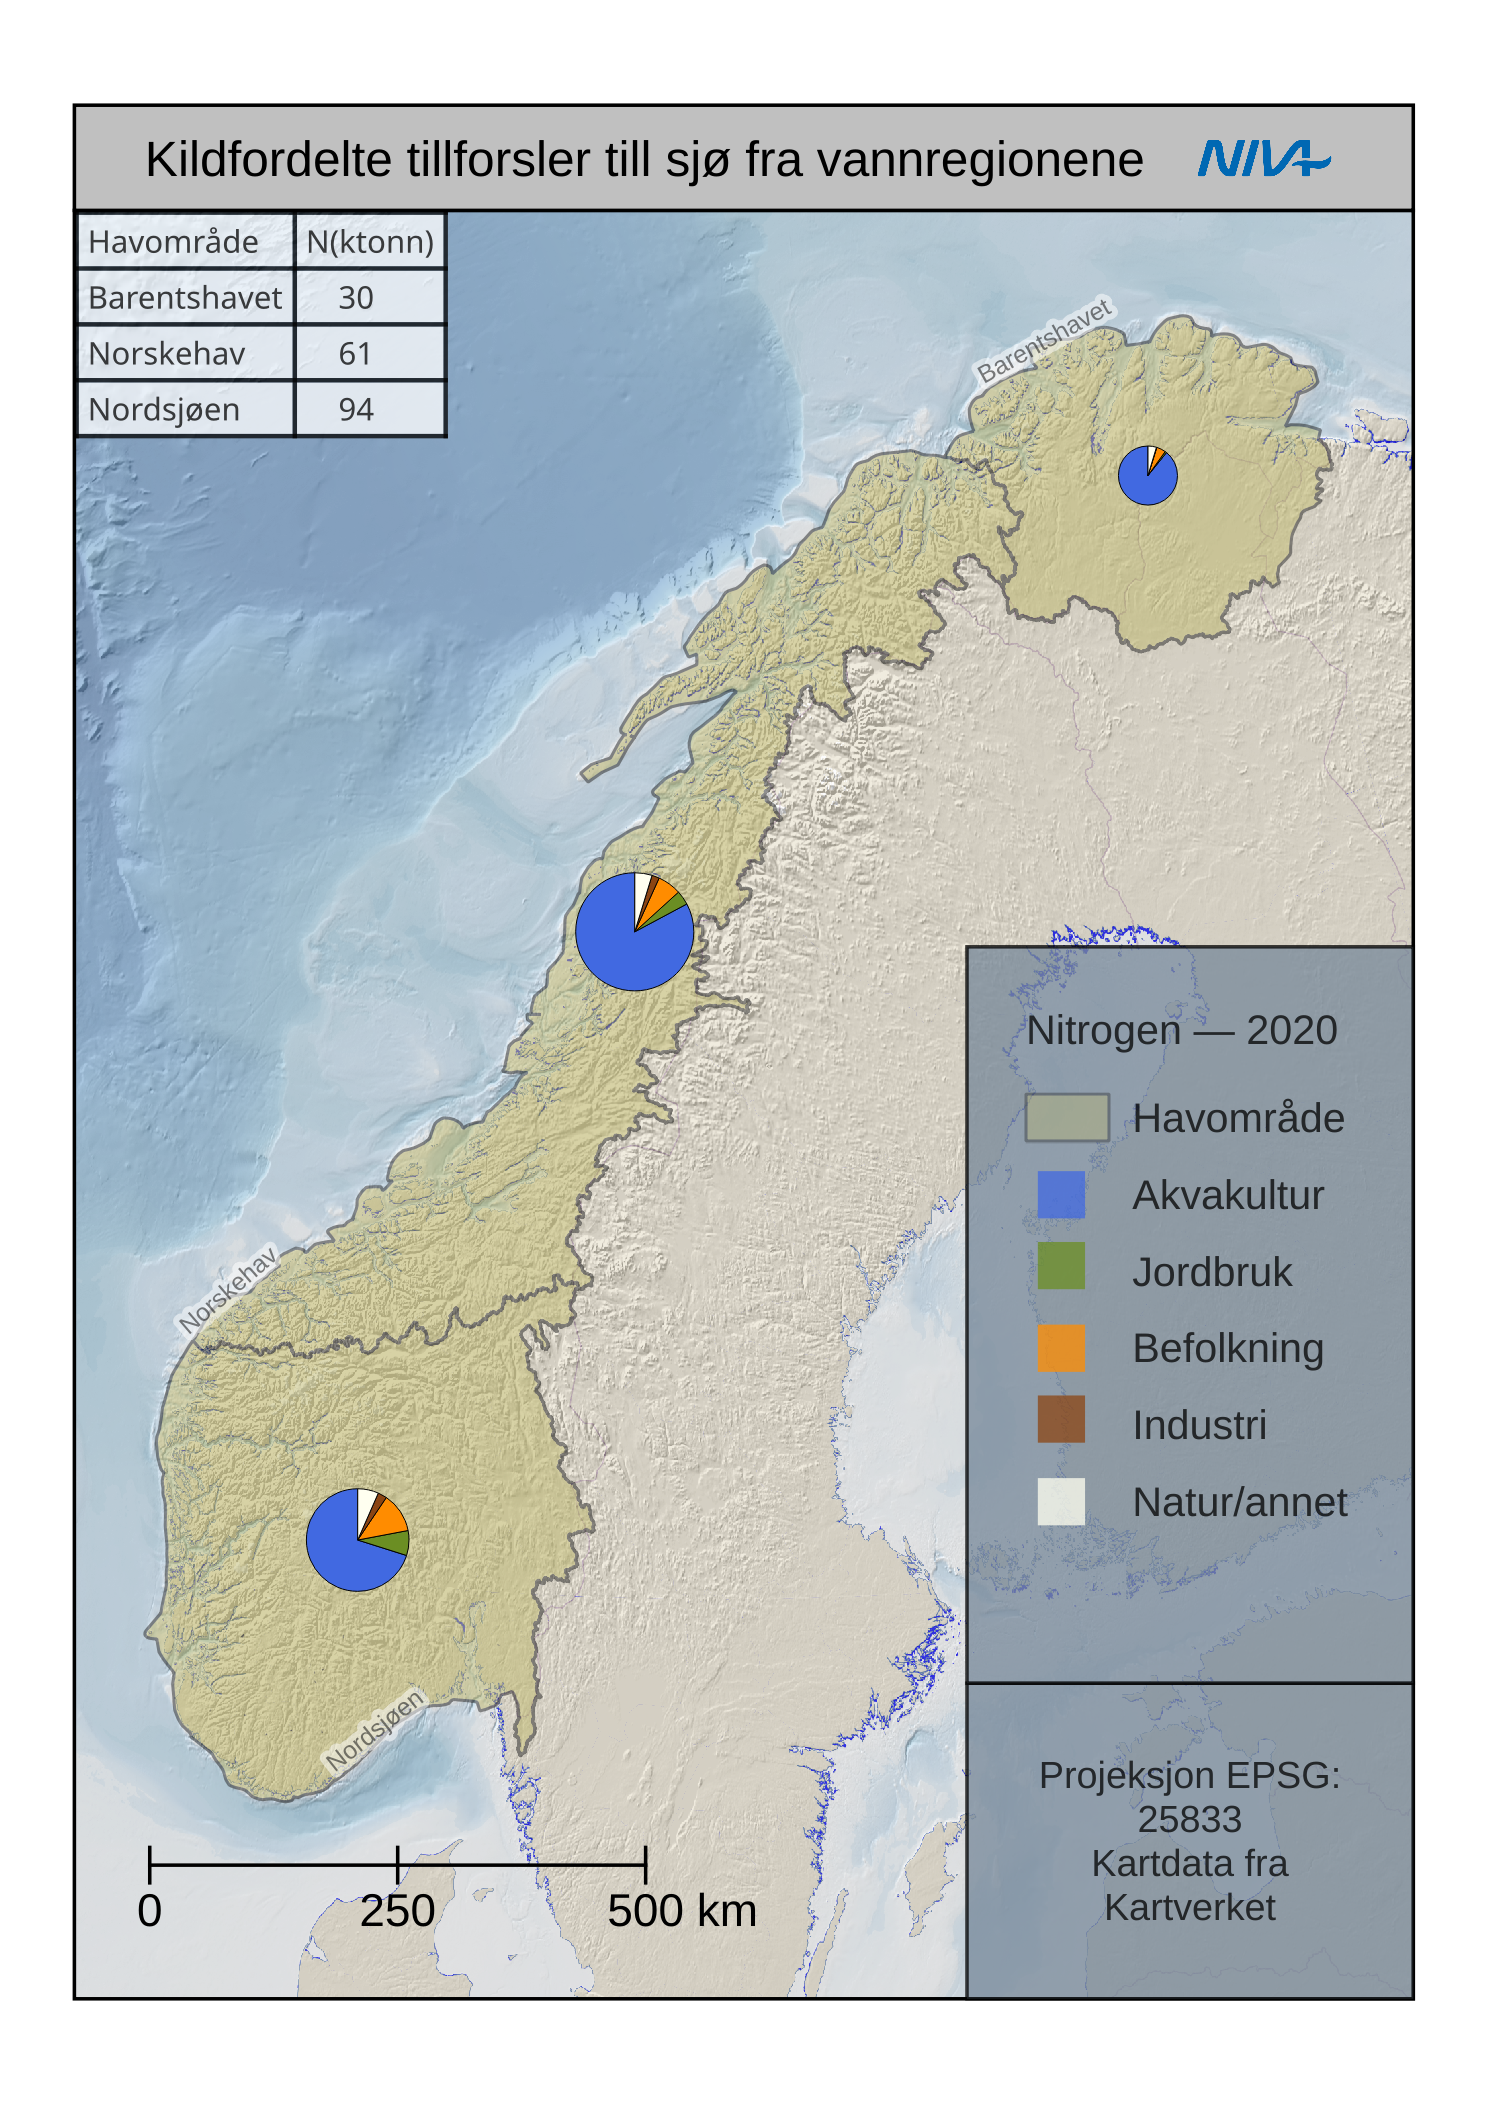 Kildfordelte tillforsler till sjø fra vannregionene
NIVA
Havområde N(ktonn)
Barentshavet 30
Norskehav 61
Nordsjøen 94
Barentshavet
Norskehav
Nordsjøen
Nitrogen — 2020
Havområde
Akvakultur
Jordbruk
Befolkning
Industri
Natur/annet
Projeksjon EPSG:
25833
Kartdata fra
Kartverket
0 250 500 km